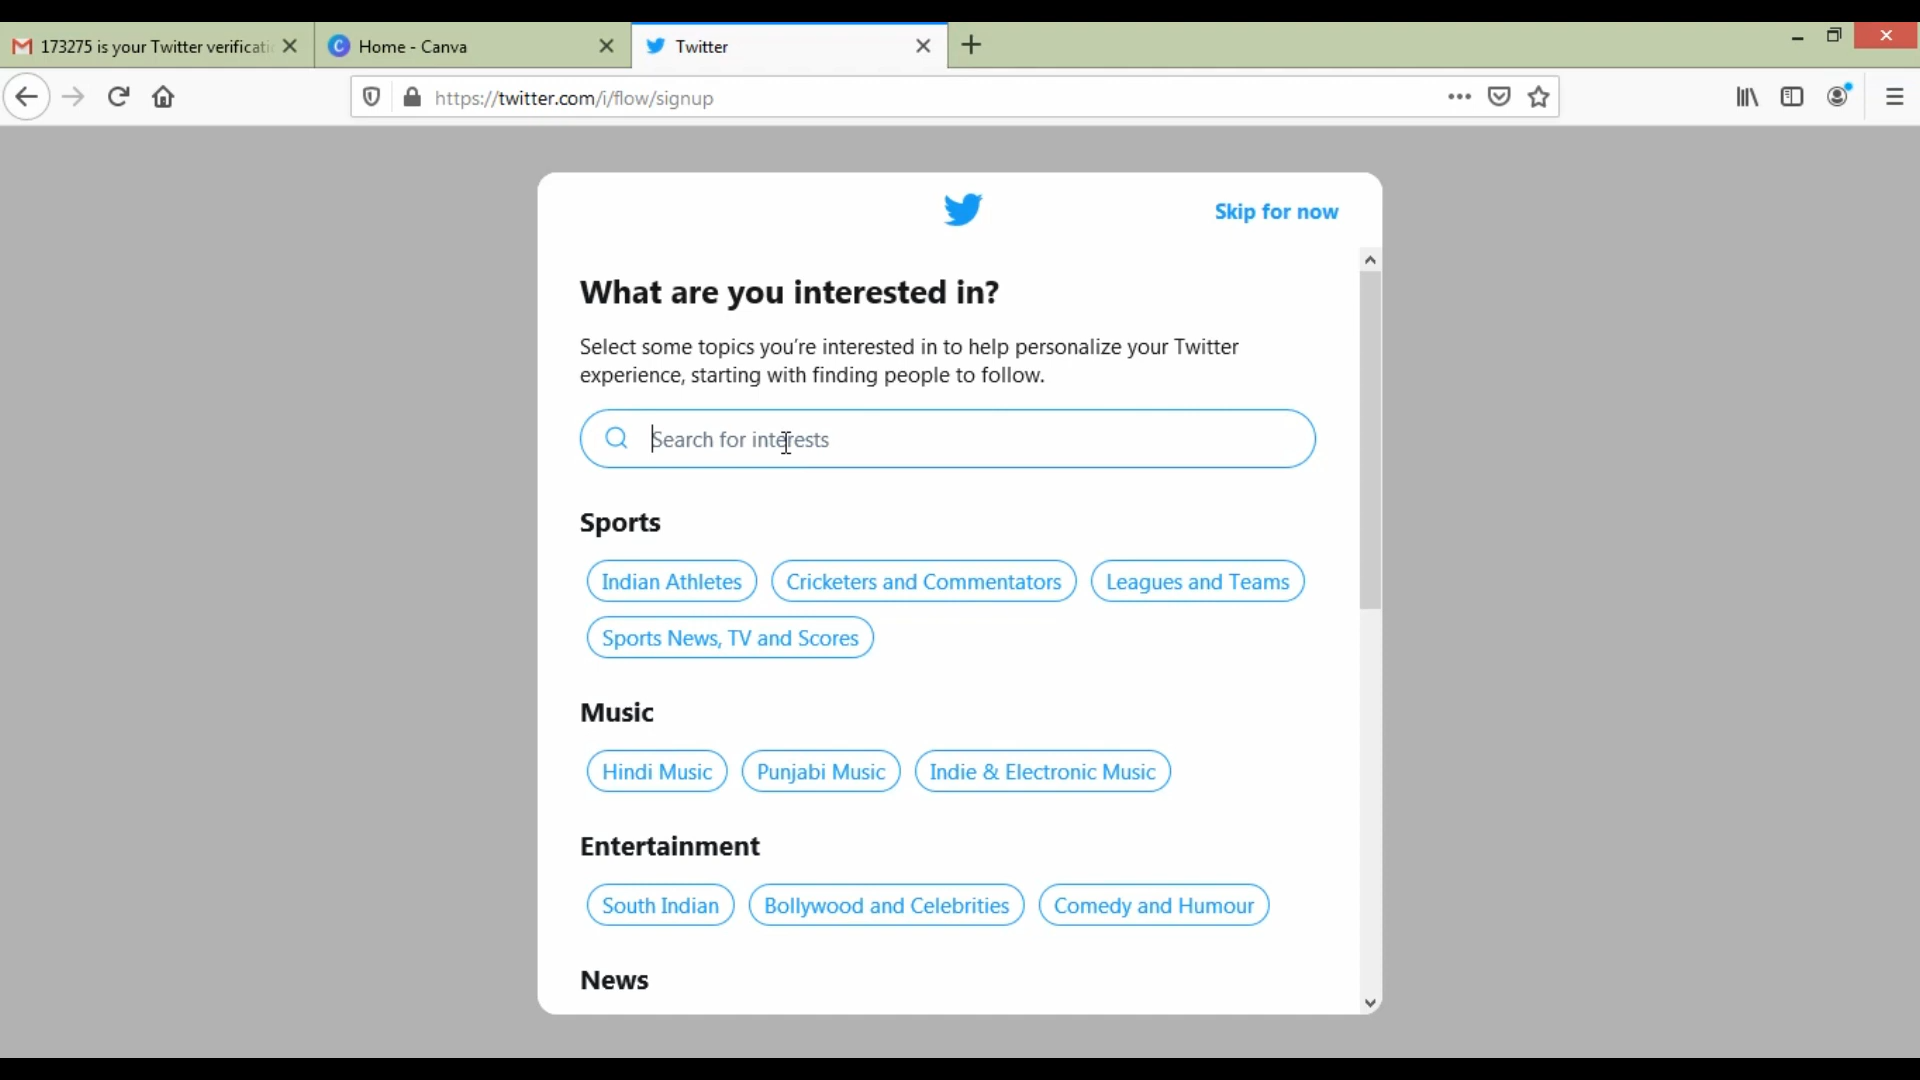 173275 is your Twitter verificati
Home - Canva
Twitter
https://twitter.com/i/flow/signup
Skip for now
What are you interested in?
Select some topics you're interested in to help personalize your Twitter
experience, starting with finding people to follow.
Search for interests
Sports
Indian Athletes
Cricketers and Commentators
Leagues and Teams
Sports News, TV and Scores
Music
Hindi Music
Punjabi Music
Indie & Electronic Music
Entertainment
South Indian
Bollywood and Celebrities
Comedy and Humour
News